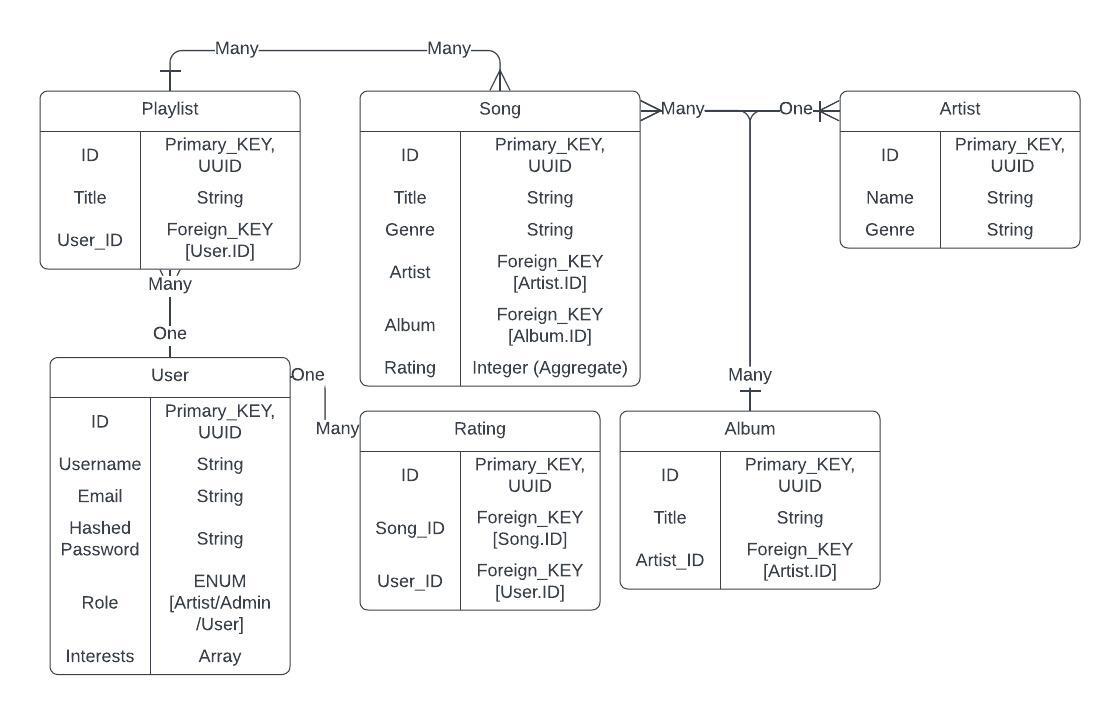 Many
Many
Playlist
ID
Primary_KEY,
UUID
Title
String
User_ID
Foreign_KEY
[User.ID]
Song
ID
Primary_KEY,
UUID
Title
String
Genre
String
Artist
Foreign_KEY
[Artist.ID]
Album
Foreign_KEY
[Album.ID]
Rating
Integer (Aggregate)
Many
One
Artist
ID
Primary_KEY,
UUID
Name
String
Genre
String
Many
One
User
ID
Primary_KEY,
UUID
Username
String
Email
String
Hashed
Password
String
Role
ENUM
[Artist/Admin
/User]
Interests
Array
One
Many
Rating
ID
Primary_KEY,
UUID
Song_ID
Foreign_KEY
[Song.ID]
User_ID
Foreign_KEY
[User.ID]
Many
Album
ID
Primary_KEY,
UUID
Title
String
Artist_ID
Foreign_KEY
[Artist.ID]